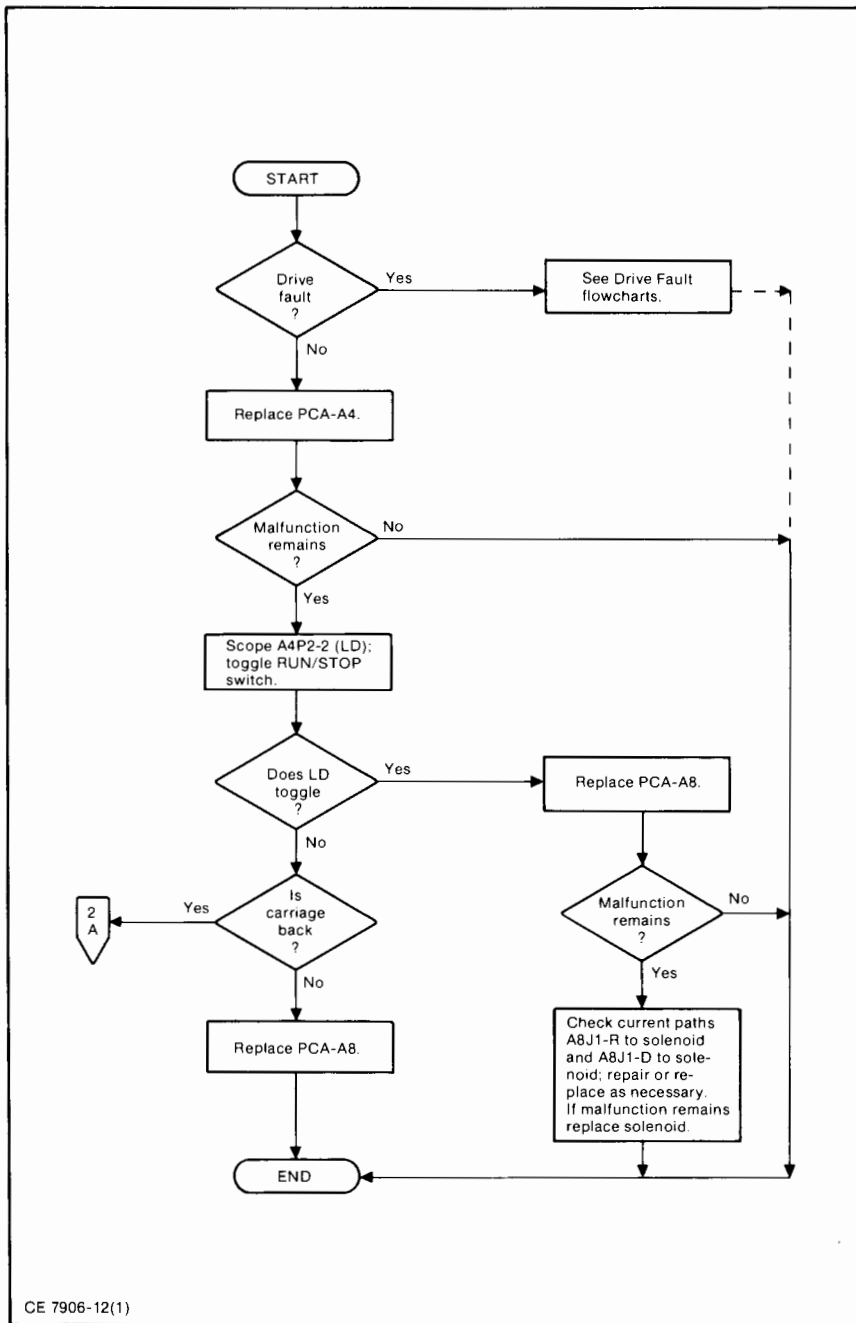 START
Drive
fault
?
Yes
See Drive Fault
flowcharts.
No
Replace PCA-A4.
Malfunction
remains
?
No
Yes
Scope A4P2-2 (LD);
toggle RUN/STOP
switch.
Does LD
toggle
?
Yes
Replace PCA-A8.
No
Is
carriage
back
?
Yes
2
A
Malfunction
remains
?
No
Yes
No
Replace PCA-A8.
Check current paths
A8J1-R to solenoid
and A8J1-D to sole-
noid; repair or re-
place as necessary.
If malfunction remains
replace solenoid.
END
CE 7906-12(1)